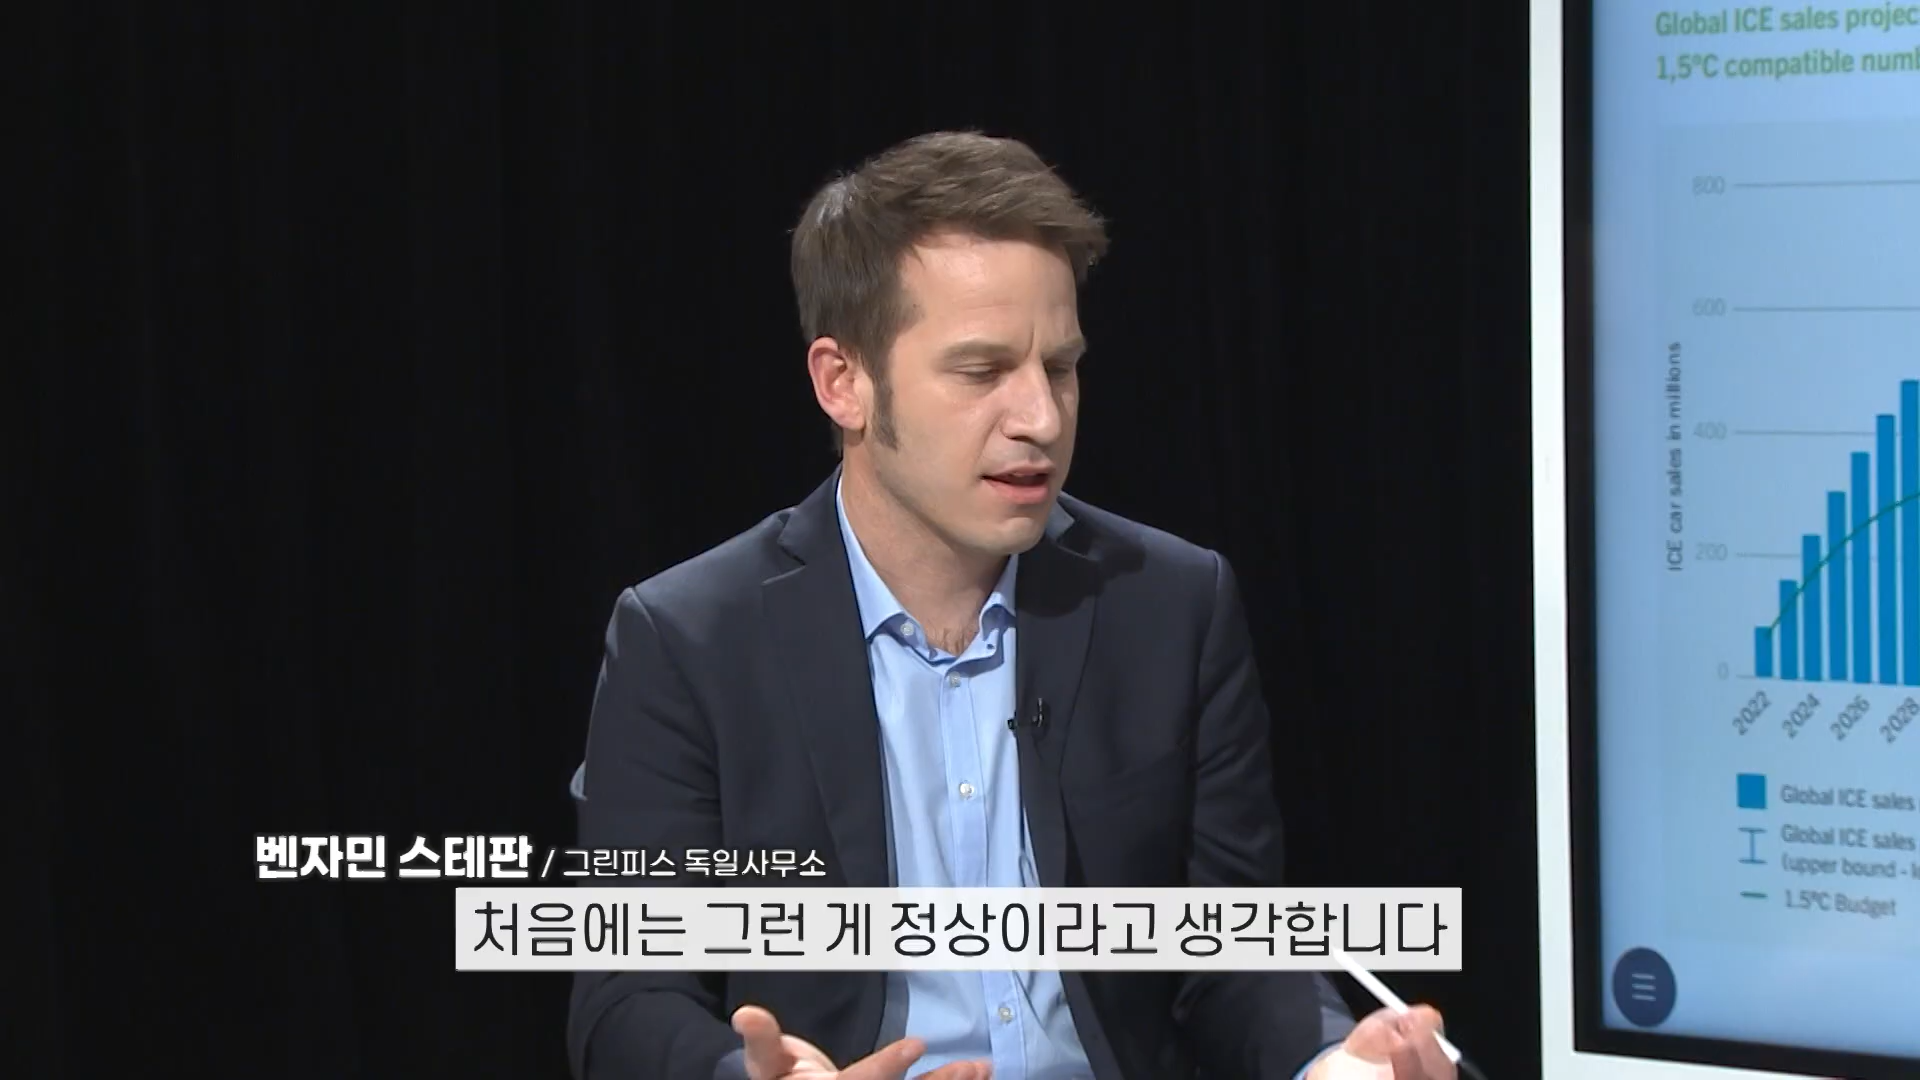 Global ICE sales
1,5°C compatible
800
600
400
200
0
ICE car sales in millions
2022
2024
2026
2028
Global ICE sales
Global ICE sales
(upper bound -
1.5°C Budget
벤자민 스테판 / 그린피스 독일사무소
처음에는 그런 게 정상이라고 생각합니다